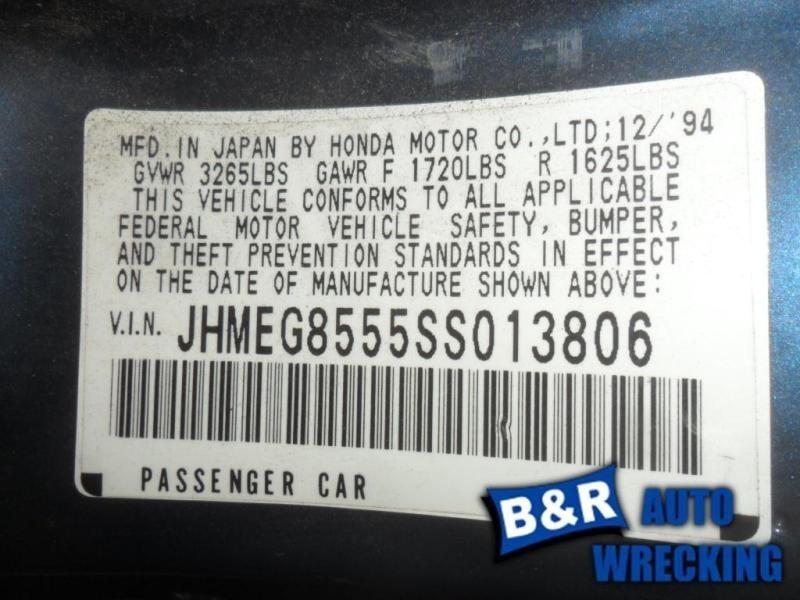 MFD. IN JAPAN BY HONDA MOTOR CO.,LTD;12/'94
GVWR 3265LBS GAWR F 1720LBS R 1625LBS
THIS VEHICLE CONFORMS TO ALL APPLICABLE
FEDERAL MOTOR VEHICLE SAFETY, BUMPER,
AND THEFT PREVENTION STANDARDS IN EFFECT
ON THE DATE OF MANUFACTURE SHOWN ABOVE:
V.I.N. JHMEG8555SS013806
PASSENGER CAR
B&R AUTO
WRECKING